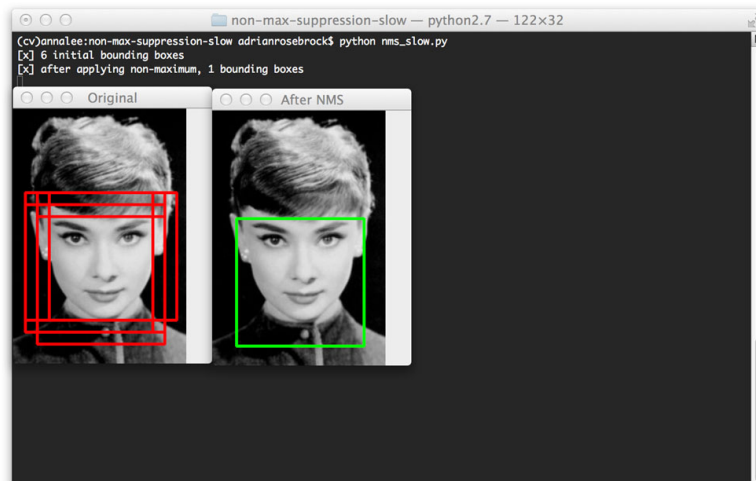 non-max-suppression-slow — python2.7 — 122×32
(cv)annalee:non-max-suppression-slow adrianrosebrock$ python nms_slow.py
[x] 6 initial bounding boxes
[x] after applying non-maximum, 1 bounding boxes
Original
After NMS